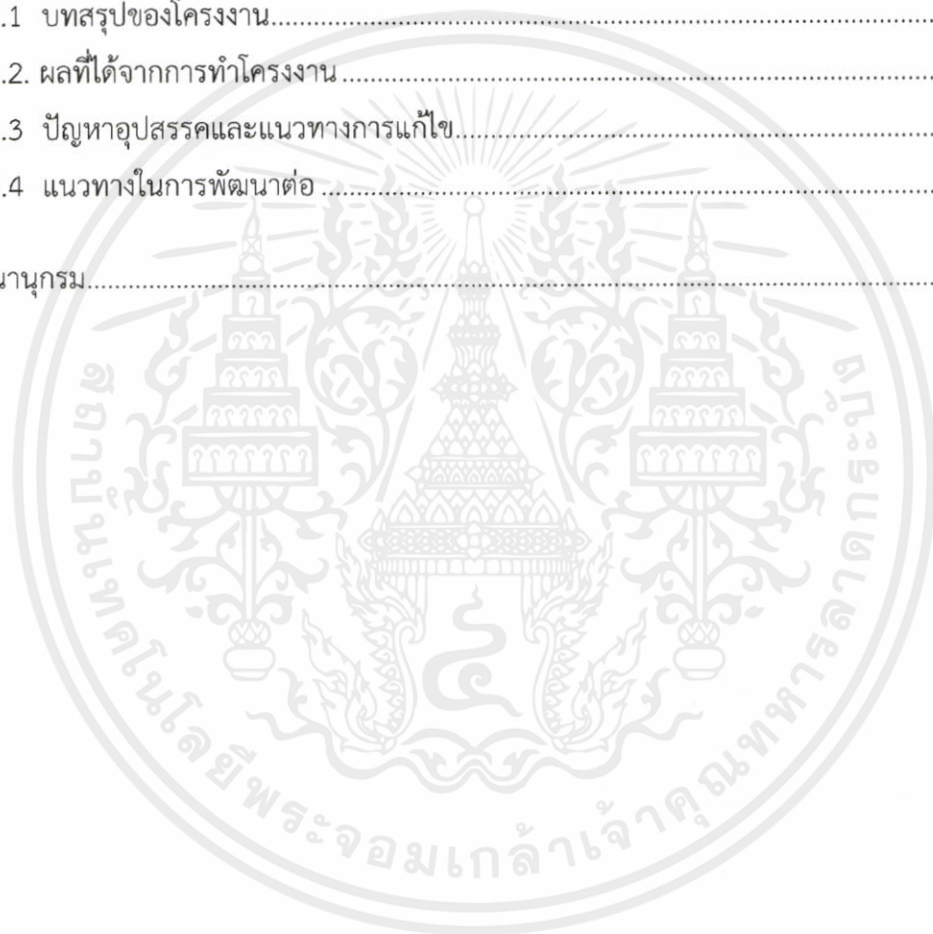 .1 บทสรุปของโครงงาน........................................................................
.2. ผลที่ได้จากการทำโครงงาน........................................................................
.3 ปัญหาอุปสรรคและแนวทางการแก้ไข........................................................................
.4 แนวทางในการพัฒนาต่อ........................................................................
นานุกรม........................................................................
สถาบันเทคโนโลยีพระจอมเกล้าเจ้าคุณทหารลาดกระบัง